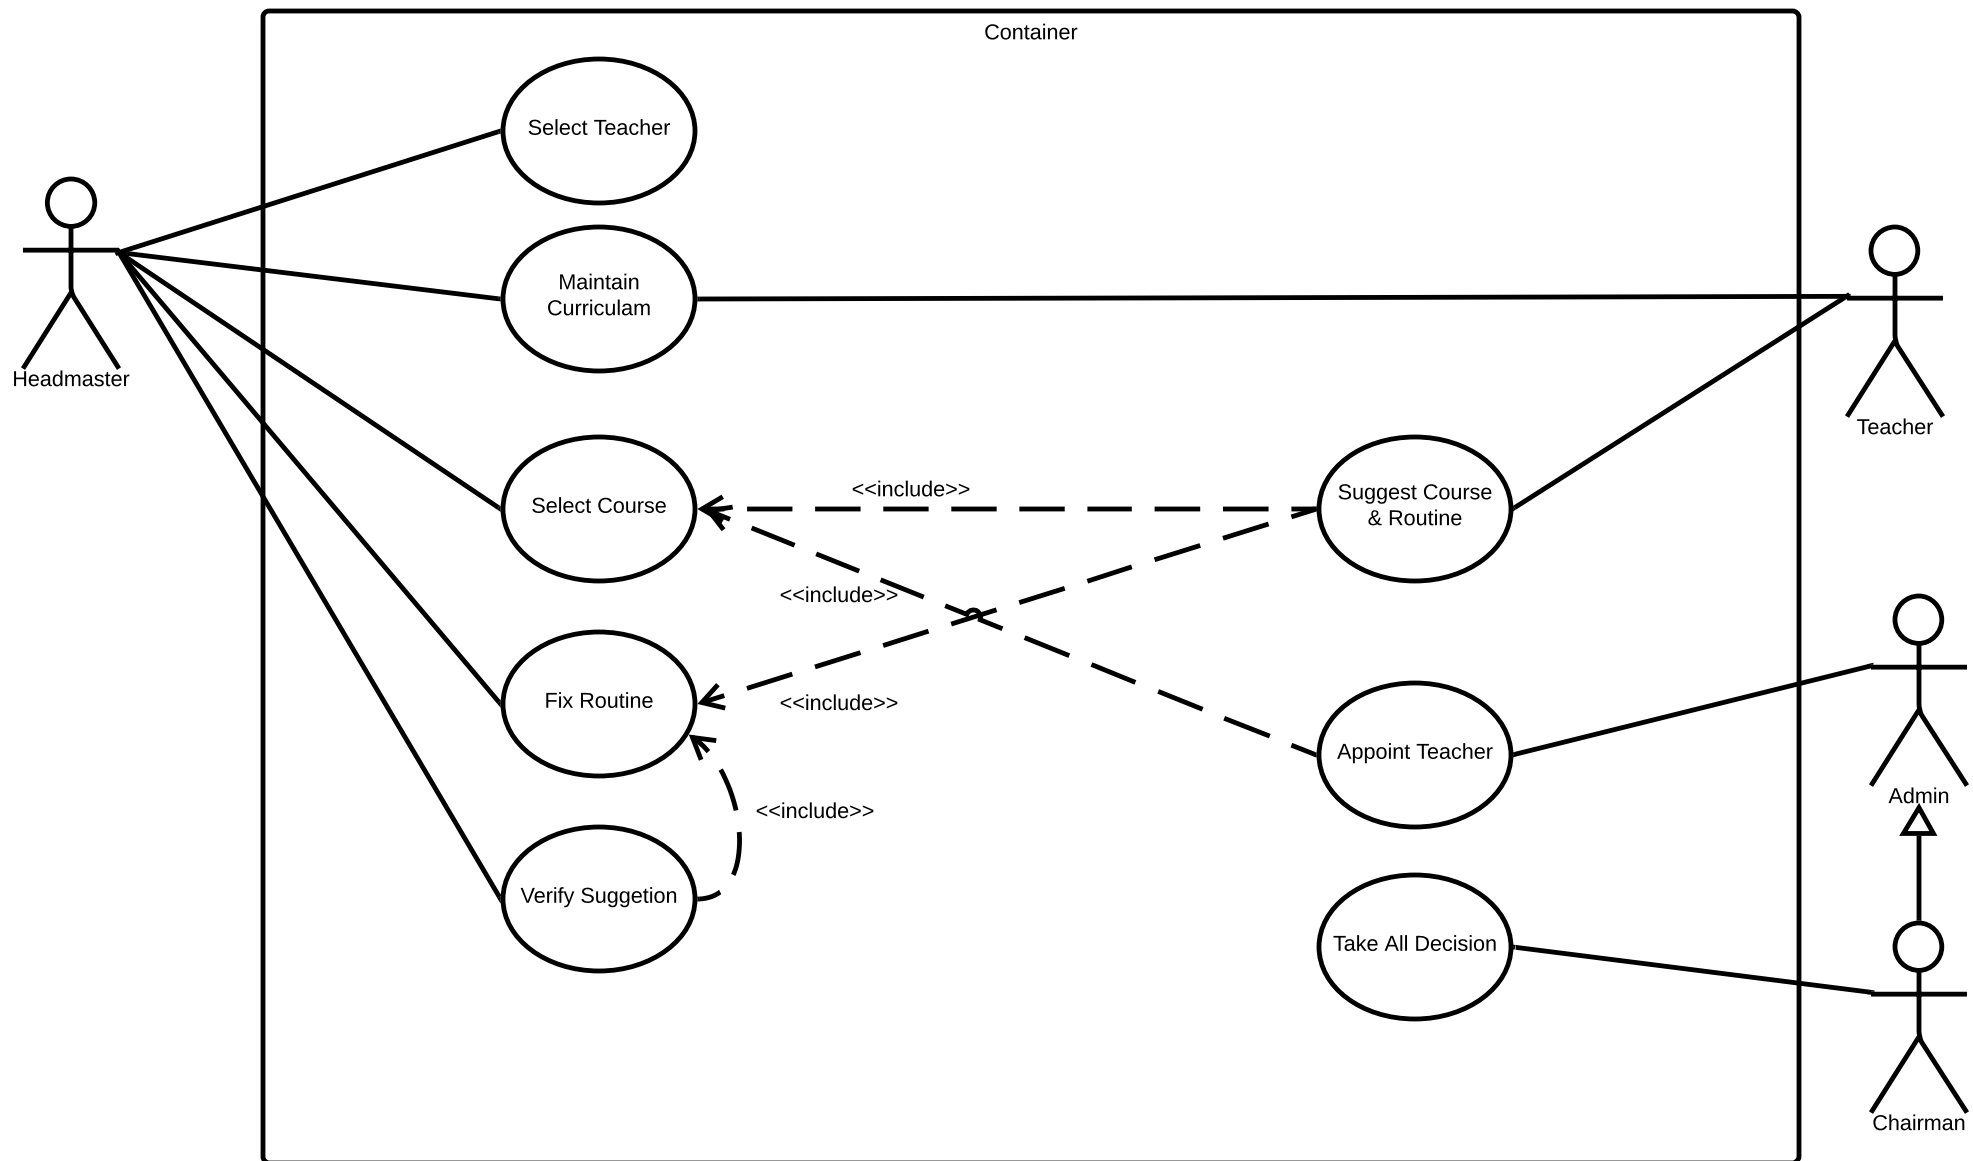 Container
Select Teacher
Maintain
Curriculam
Headmaster
Teacher
Select Course
<<include>>
Suggest Course
& Routine
<<include>>
Fix Routine
<<include>>
Appoint Teacher
Admin
<<include>>
Verify Suggetion
Take All Decision
Chairman